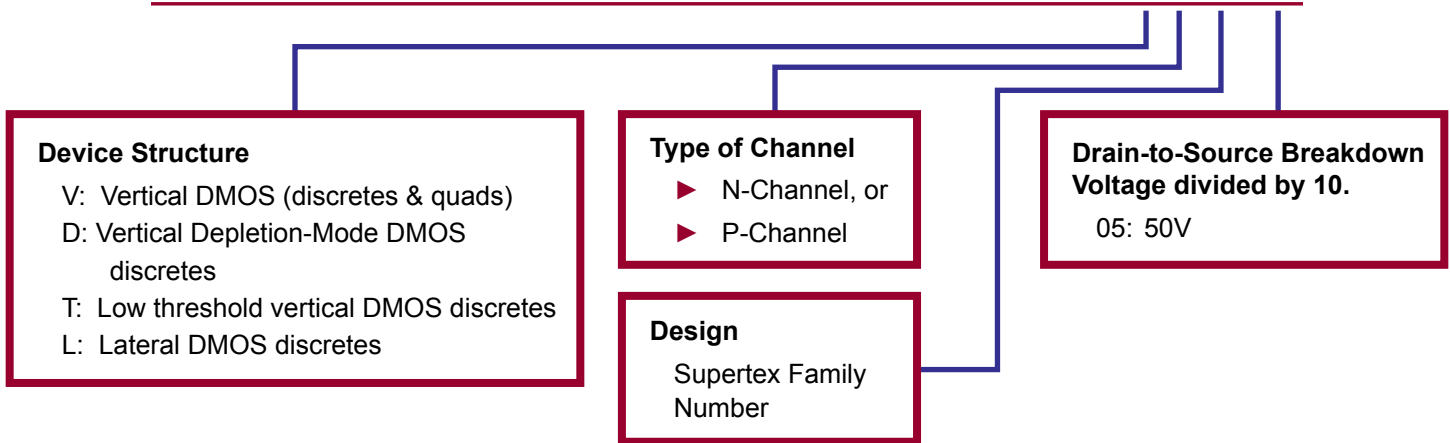 Device Structure
V: Vertical DMOS (discretes & quads)
D: Vertical Depletion-Mode DMOS
discretes
T: Low threshold vertical DMOS discretes
L: Lateral DMOS discretes
Type of Channel
► N-Channel, or
► P-Channel
Design
Supertex Family
Number
Drain-to-Source Breakdown
Voltage divided by 10.
05: 50V